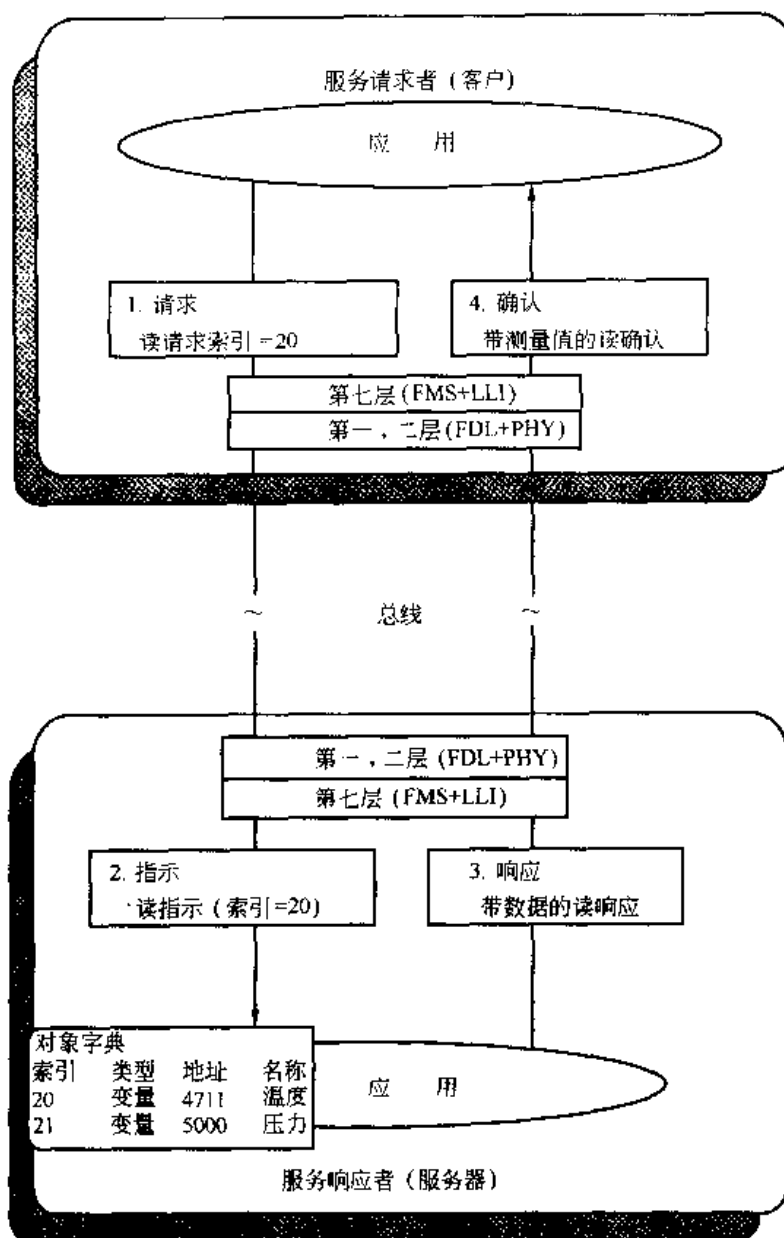 服务请求者 (客户)
应 用
1. 请求
读请求索引=20
4. 确认
带测量值的读确认
第七层(FMS+LLI)
第一，二层(FDL+PHY)
~ 总线 ~
第一，二层 (FDL+PHY)
第七层 (FMS+LLI)
2. 指示
读指示 (索引=20)
3. 响应
带数据的读响应
对象字典
索引 类型 地址 名称
20 变量 4711 温度
21 变量 5000 压力
应 用
服务响应者 (服务器)